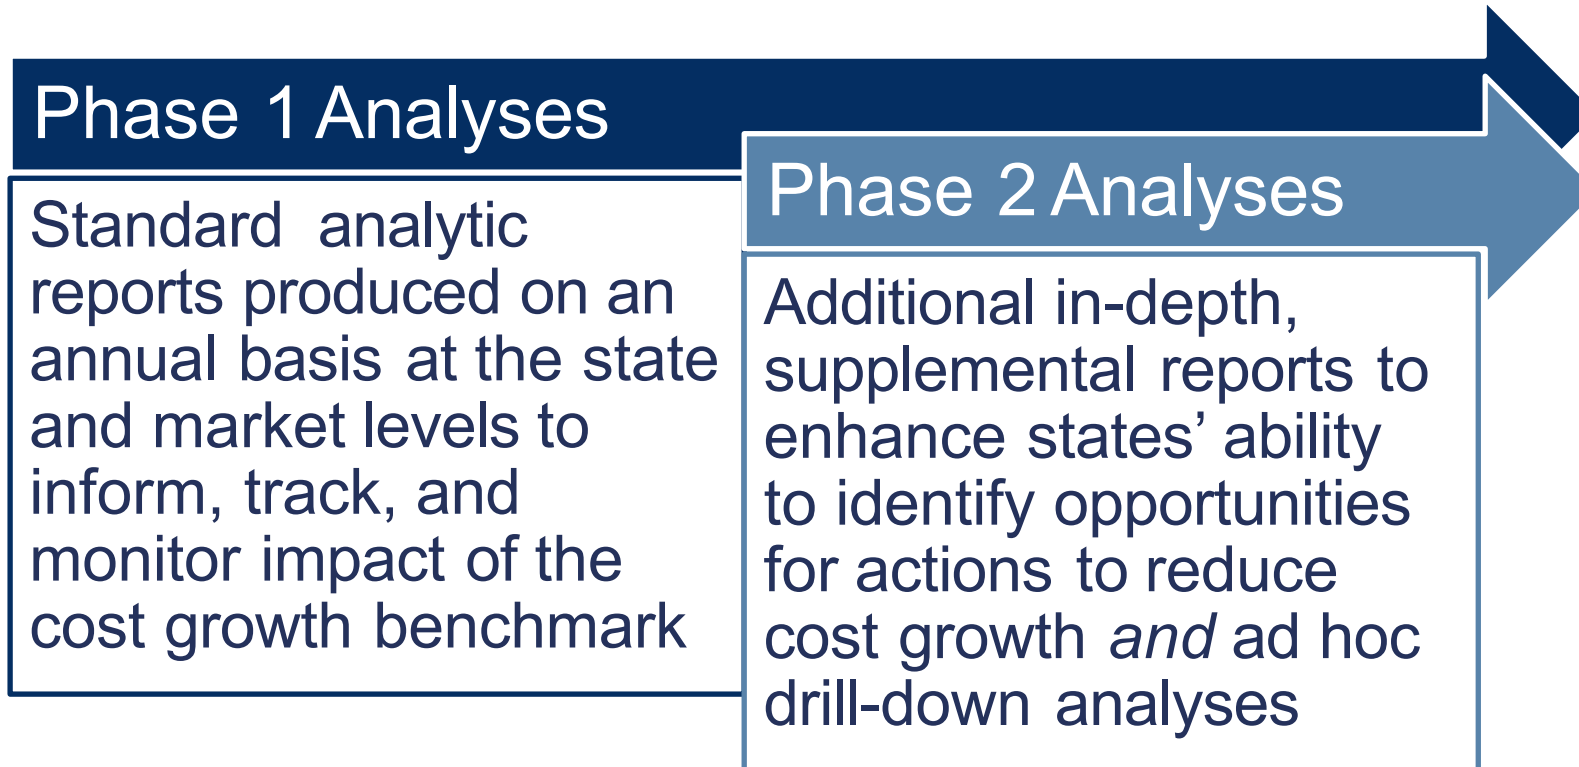 Phase 1 Analyses
Standard analytic
reports produced on an
annual basis at the state
and market levels to
inform, track, and
monitor impact of the
cost growth benchmark
Phase 2 Analyses
Additional in-depth,
supplemental reports to
enhance states’ ability
to identify opportunities
for actions to reduce
cost growth and ad hoc
drill-down analyses